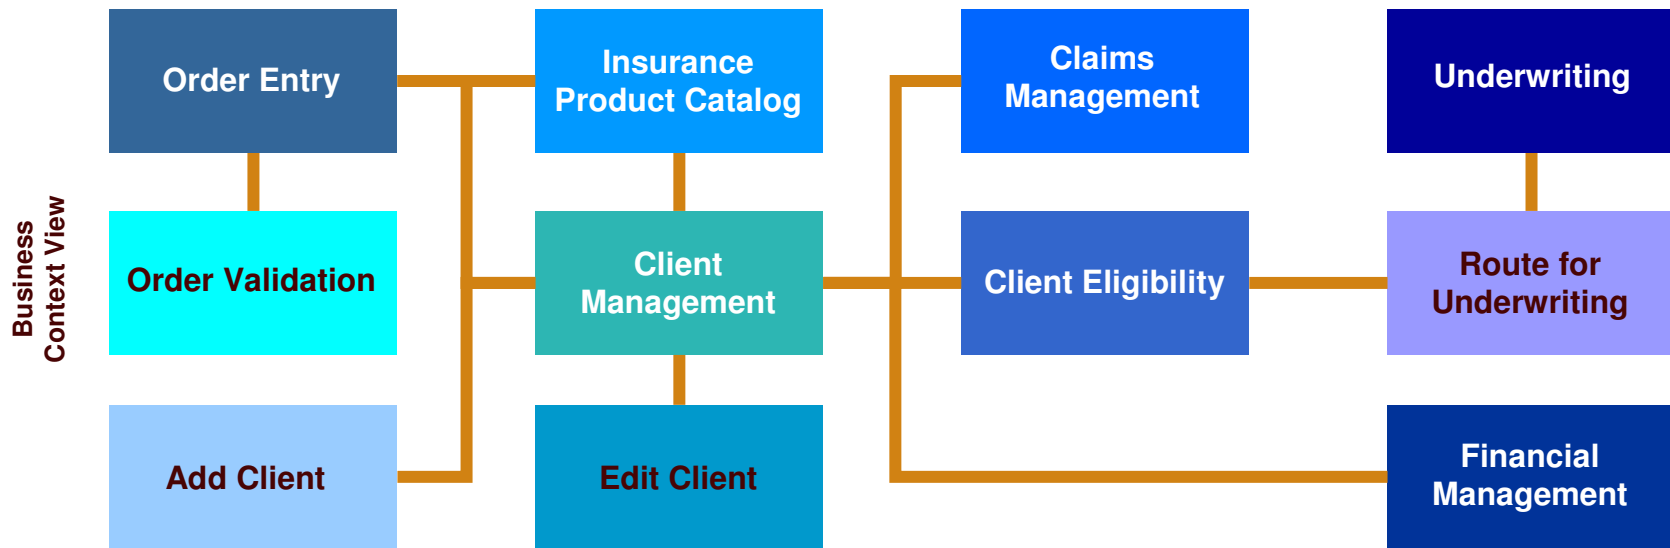 Business
Context View
Order Entry
Insurance
Product Catalog
Claims
Management
Underwriting
Order Validation
Client
Management
Client Eligibility
Route for
Underwriting
Add Client
Edit Client
Financial
Management